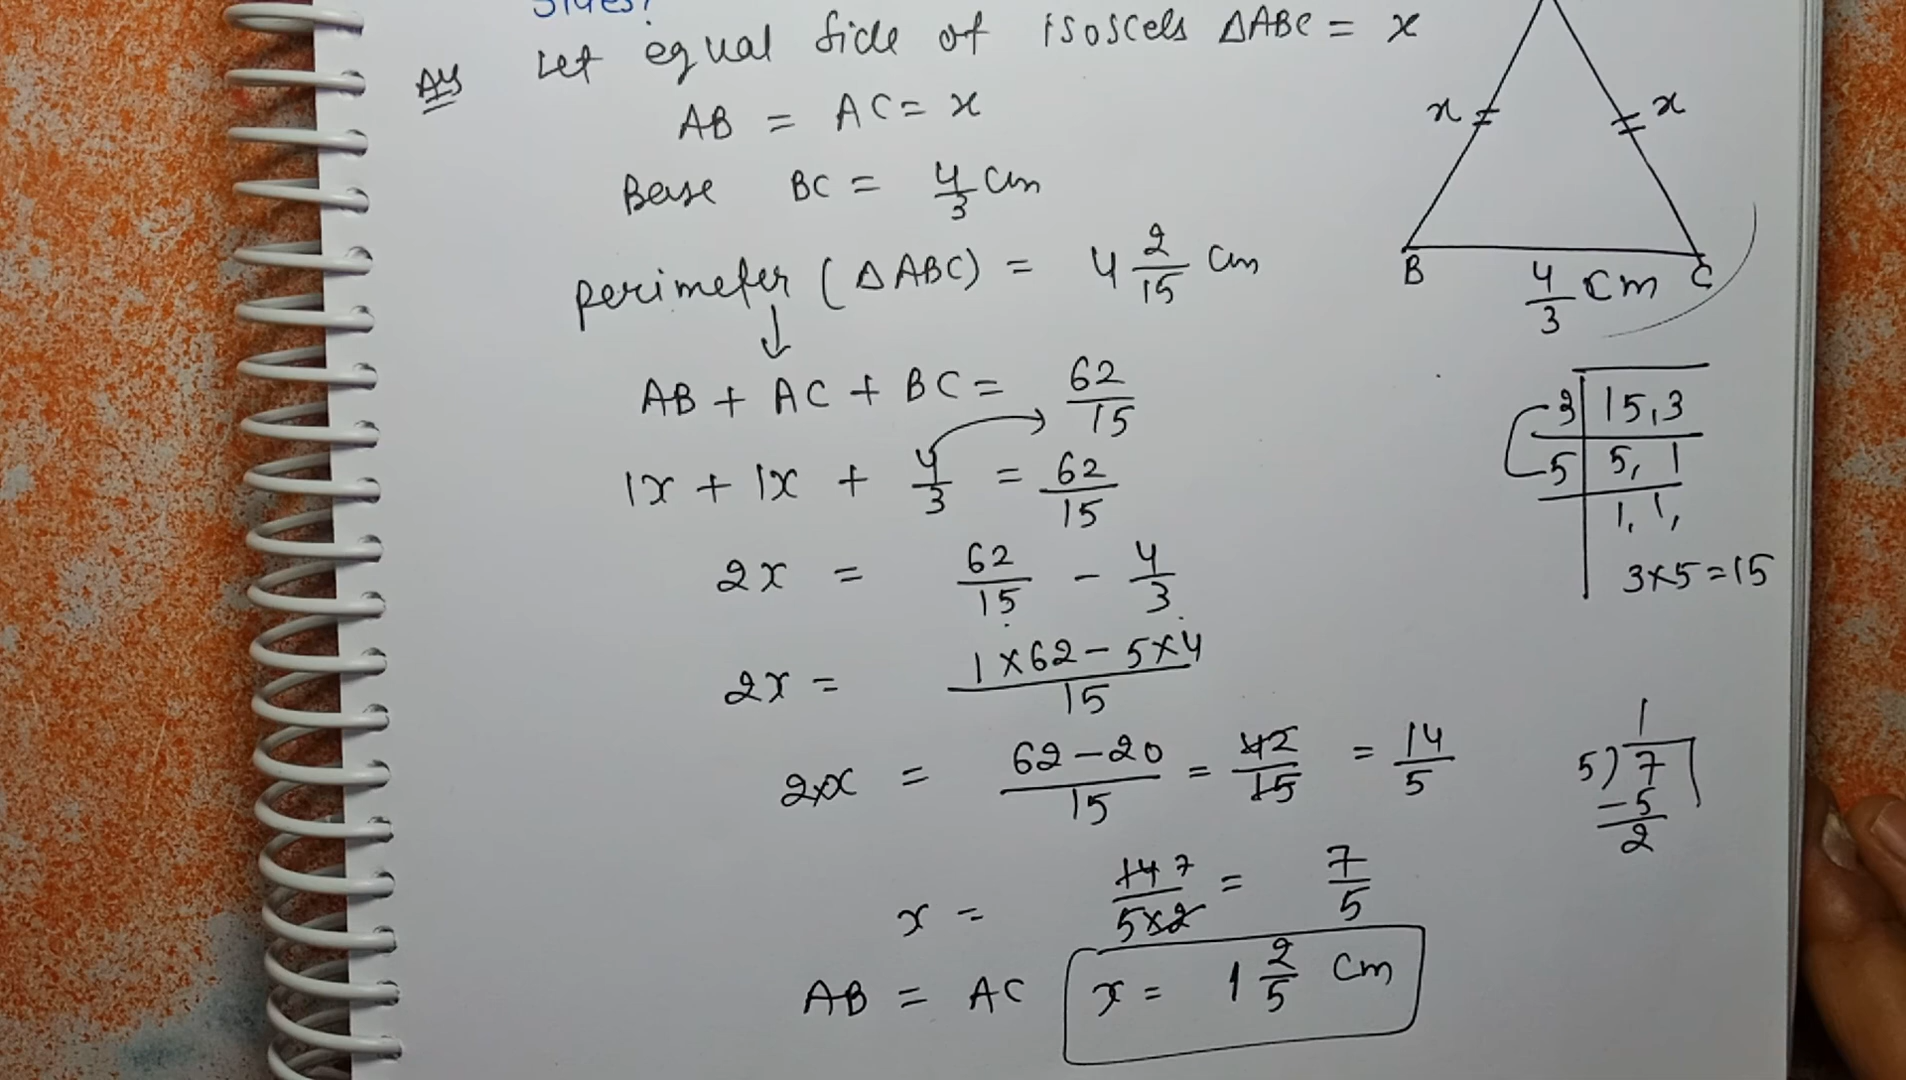 Sides?
Ans Let equal side of isoscels △ABC = x
AB = AC = x
Base BC = 4/3 cm
perimeter (△ABC) = 4 2/15 cm
↓
AB + AC + BC = 62/15
1x + 1x + 4/3 = 62/15
2x = 62/15 - 4/3
2x = 1×62-5×4/15
2x = 62-20/15 = 42/15 = 14/5
x = 14 7/5×2 = 7/5
AB = AC x = 1 2/5 cm
x x
B C
4/3 cm
3 15,3
5 5, 1
1, 1,
3×5=15
1
5)7
-5
2